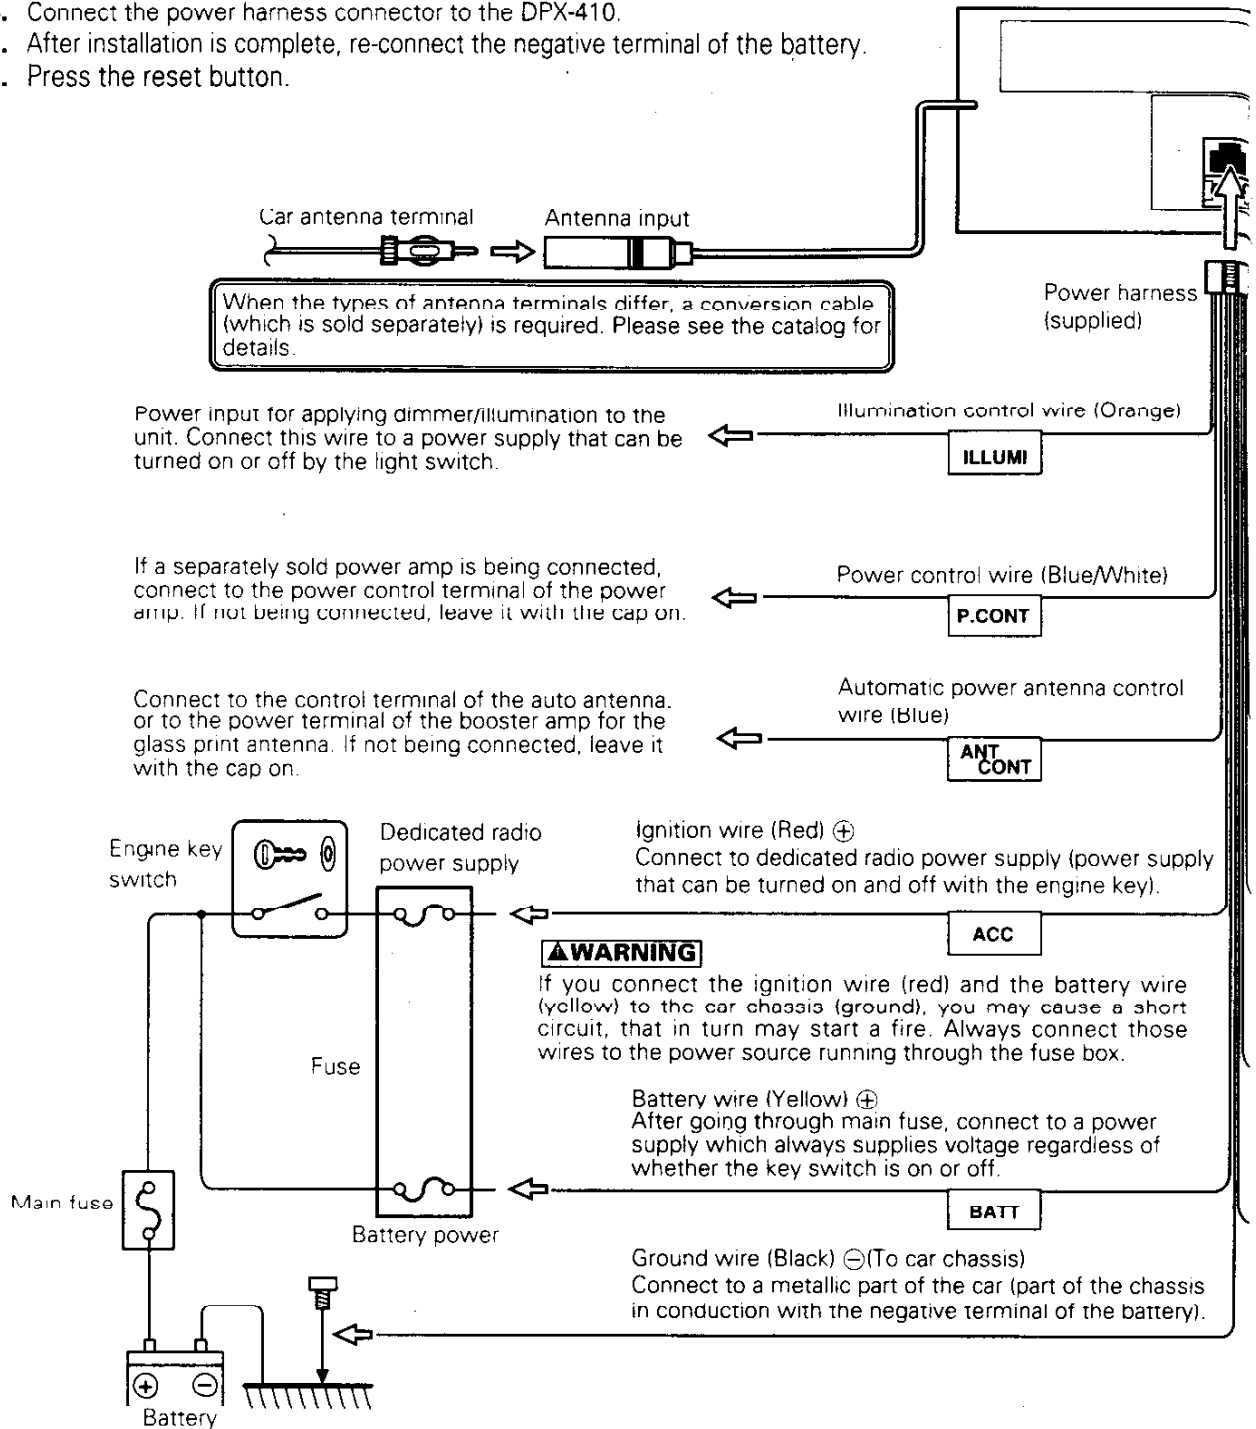 . Connect the power harness connector to the DPX-410.
. After installation is complete, re-connect the negative terminal of the battery.
. Press the reset button.
Car antenna terminal
Antenna input
When the types of antenna terminals differ, a conversion cable
(which is sold separately) is required. Please see the catalog for
details.
Power harness
(supplied)
Power input for applying dimmer/illumination to the
unit. Connect this wire to a power supply that can be
turned on or off by the light switch.
Illumination control wire (Orange)
ILLUMI
If a separately sold power amp is being connected,
connect to the power control terminal of the power
amp. If not being connected, leave it with the cap on.
Power control wire (Blue/White)
P.CONT
Connect to the control terminal of the auto antenna.
or to the power terminal of the booster amp for the
glass print antenna. If not being connected, leave it
with the cap on.
Automatic power antenna control
wire (Blue)
ANT
CONT
Engine key
switch
Dedicated radio
power supply
Ignition wire (Red) ⊕
Connect to dedicated radio power supply (power supply
that can be turned on and off with the engine key).
ACC
⚠WARNING
If you connect the ignition wire (red) and the battery wire
(yellow) to the car chassis (ground), you may cause a short
circuit, that in turn may start a fire. Always connect those
wires to the power source running through the fuse box.
Fuse
Battery wire (Yellow) ⊕
After going through main fuse, connect to a power
supply which always supplies voltage regardless of
whether the key switch is on or off.
BATT
Main fuse
Battery power
Ground wire (Black) ⊖(To car chassis)
Connect to a metallic part of the car (part of the chassis
in conduction with the negative terminal of the battery).
⊕ ⊖
Battery